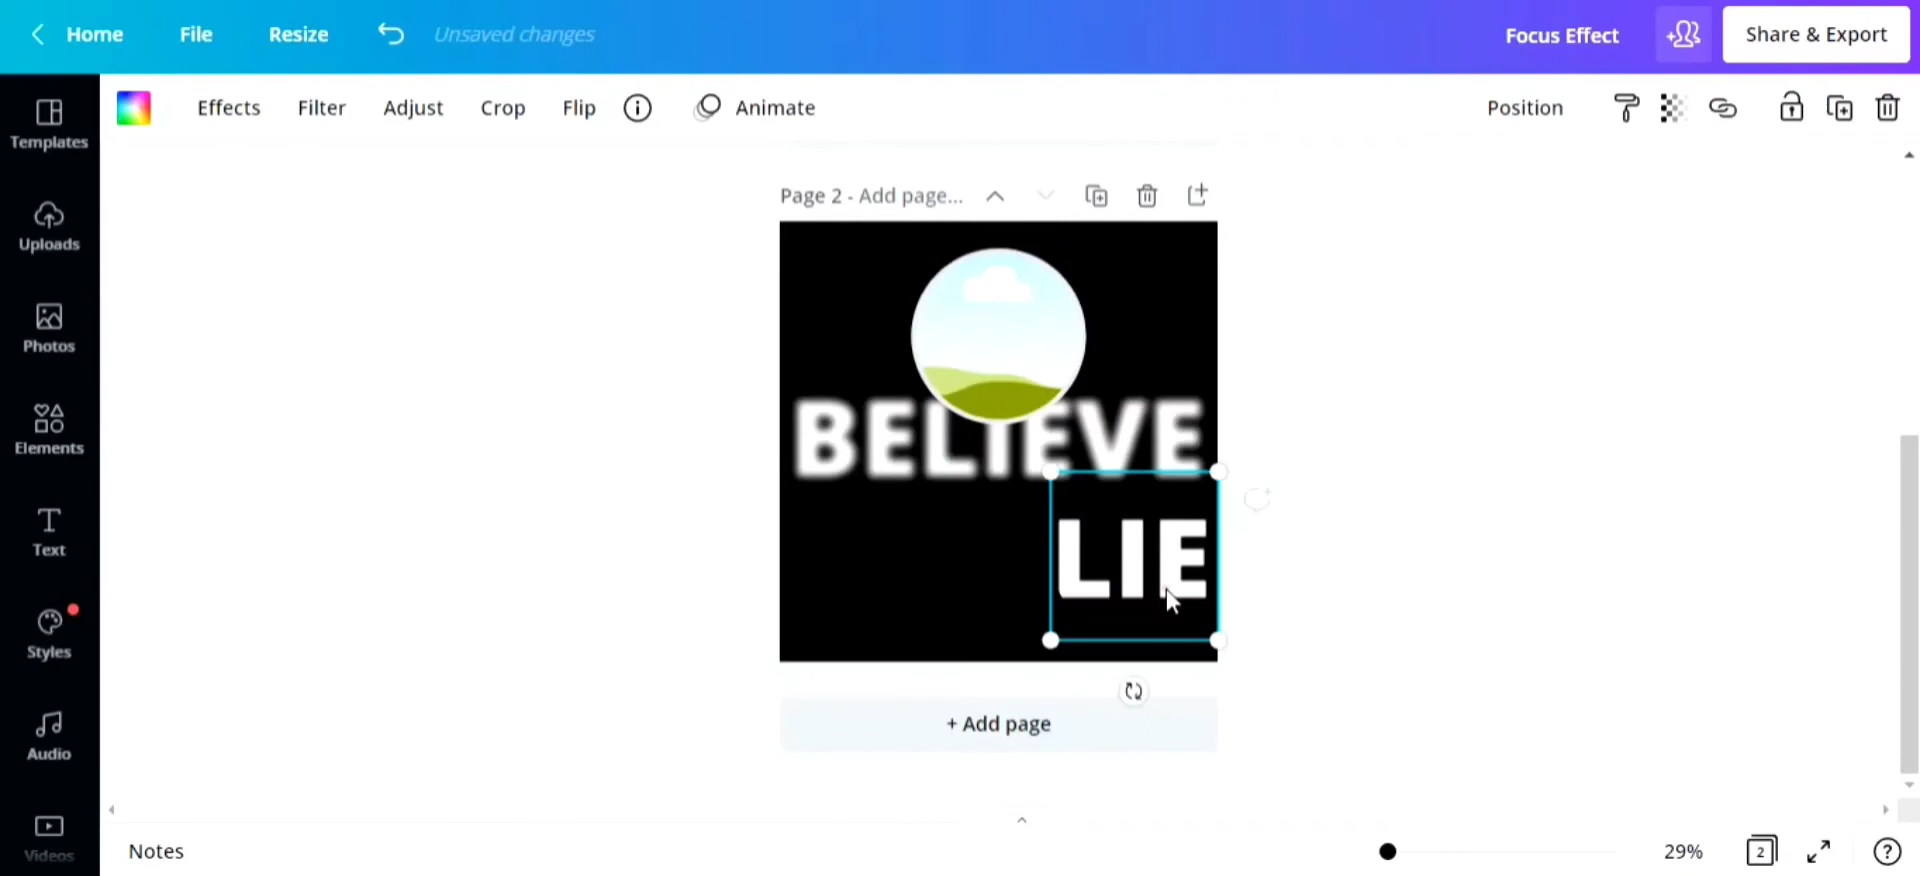 Home File Resize Unsaved changes Focus Effect Share & Export
Effects Filter Adjust Crop Flip Animate Position
Templates
Uploads
Photos
Elements
Text
Styles
Audio
Videos
Page 2 - Add page...
BELIEVE
LIE
+ Add page
Notes 29% 2 ?